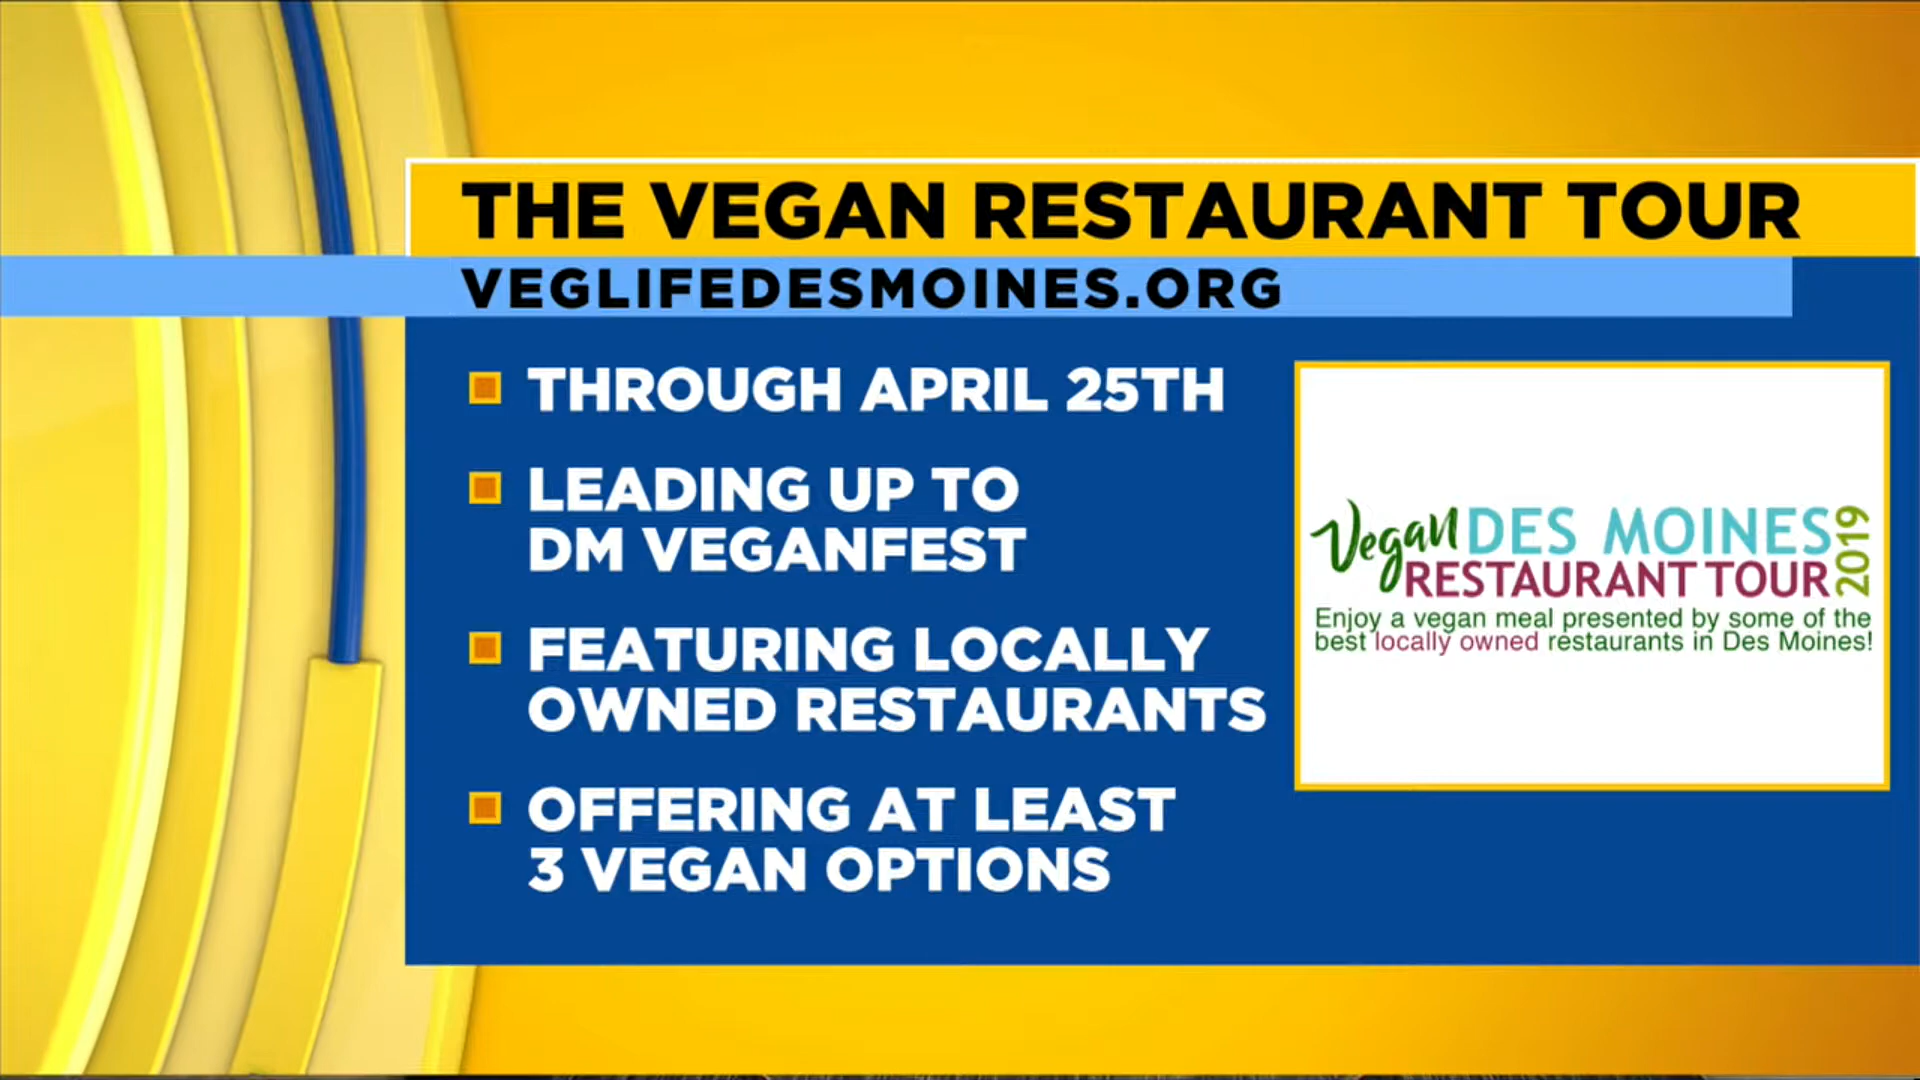 THE VEGAN RESTAURANT TOUR
VEGLIFEDESMOINES.ORG
THROUGH APRIL 25TH
LEADING UP TO
DM VEGANFEST
FEATURING LOCALLY
OWNED RESTAURANTS
OFFERING AT LEAST
3 VEGAN OPTIONS
Vegan DES MOINES
RESTAURANT TOUR
2019
Enjoy a vegan meal presented by some of the
best locally owned restaurants in Des Moines!